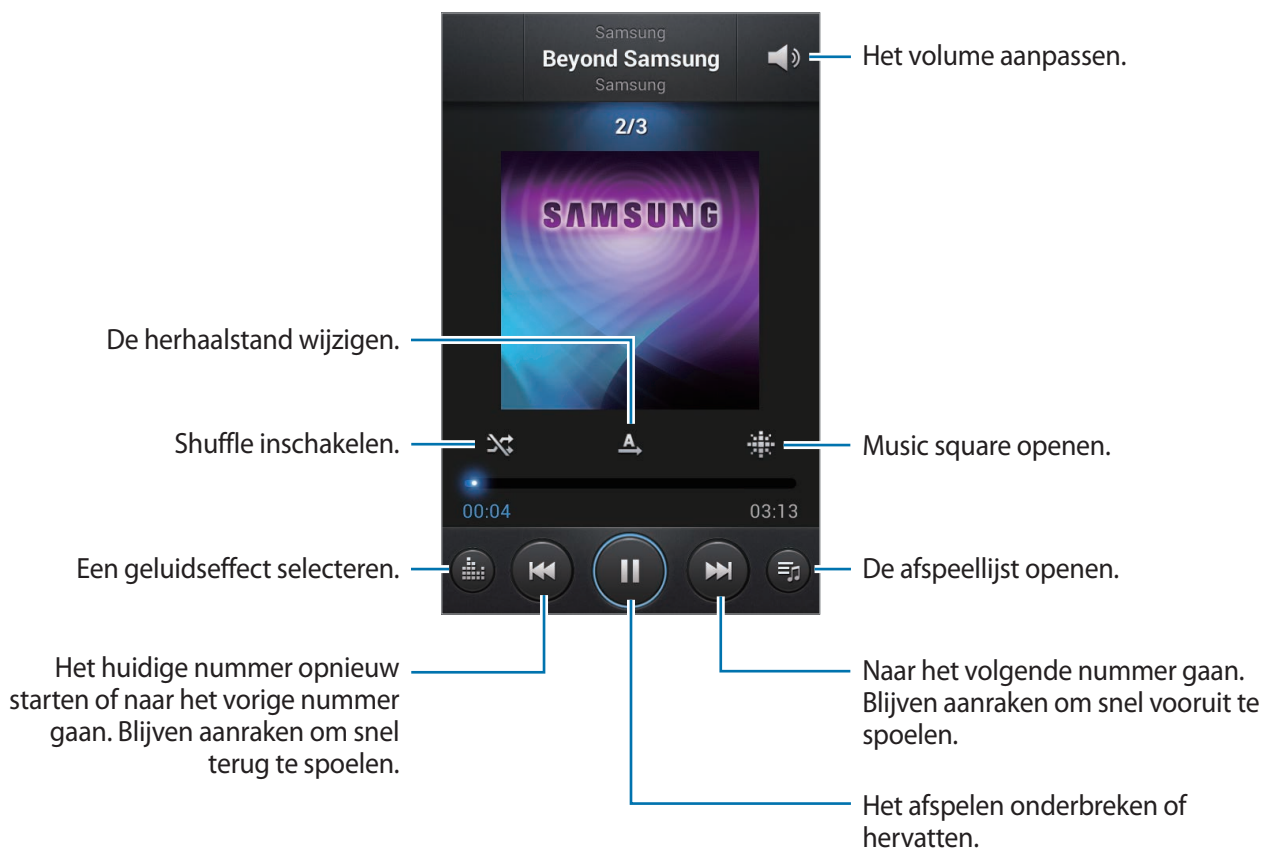 Samsung
Beyond Samsung
Samsung
Het volume aanpassen.
2/3
SAMSUNG
De herhaalstand wijzigen.
Shuffle inschakelen.
A
Music square openen.
00:04
03:13
Een geluidseffect selecteren.
De afspeellijst openen.
Het huidige nummer opnieuw
starten of naar het vorige nummer
gaan. Blijven aanraken om snel
terug te spoelen.
Naar het volgende nummer gaan.
Blijven aanraken om snel vooruit te
spoelen.
Het afspelen onderbreken of
hervatten.